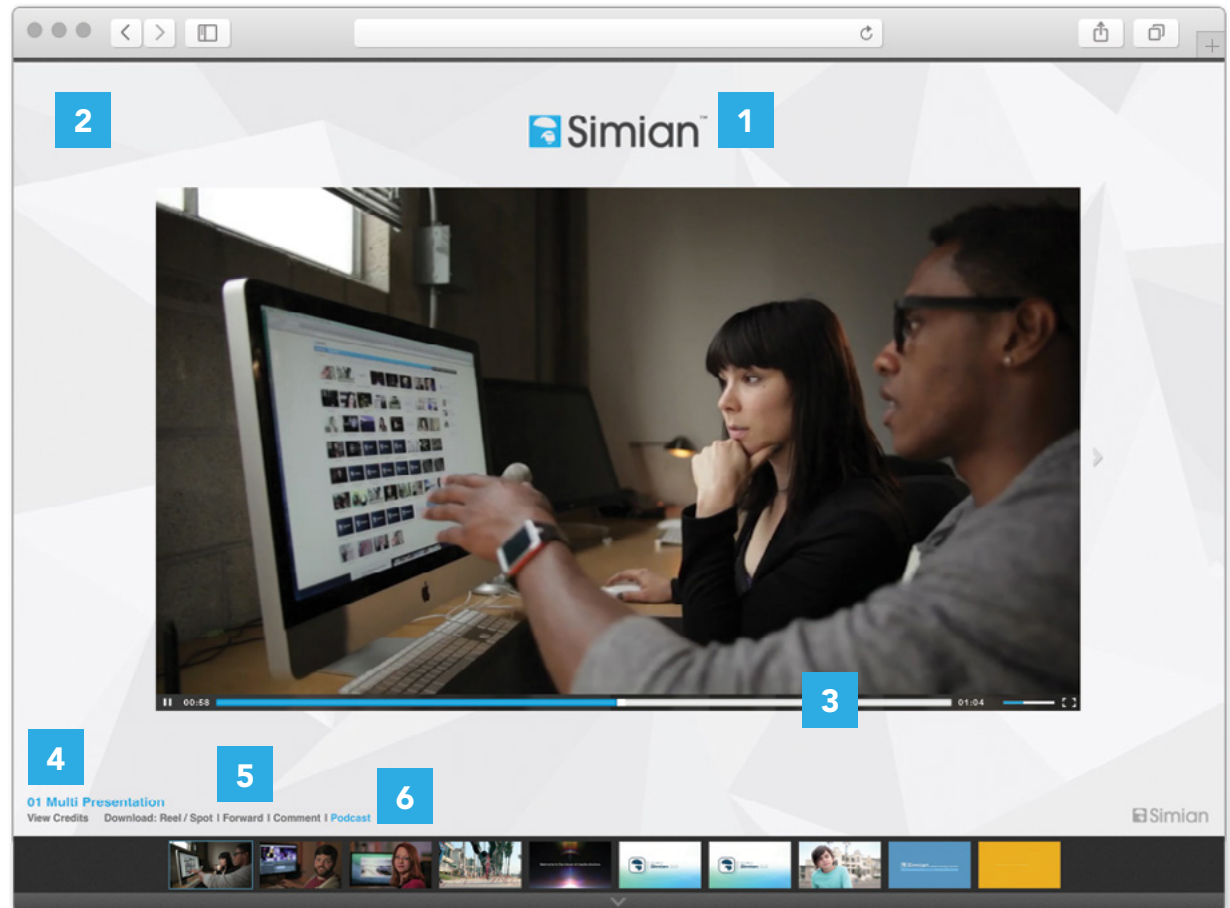 2
Simian™
1
3
00:58
01:04
4
5
6
01 Multi Presentation
View Credits Download: Reel / Spot | Forward | Comment | Podcast
Simian